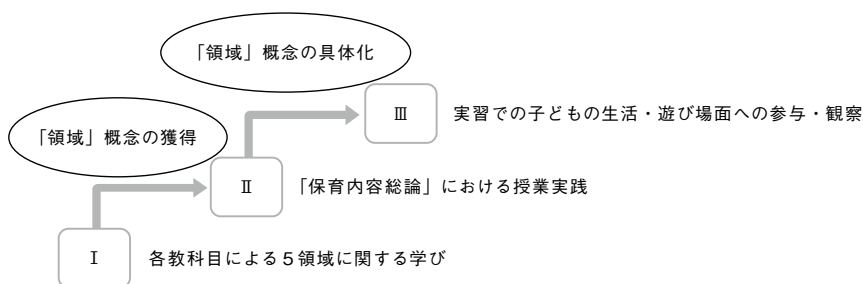 「領域」概念の具体化
Ⅲ 実習での子どもの生活・遊び場面への参与・観察
「領域」概念の獲得
Ⅱ 「保育内容総論」における授業実践
Ⅰ 各教科目による5領域に関する学び